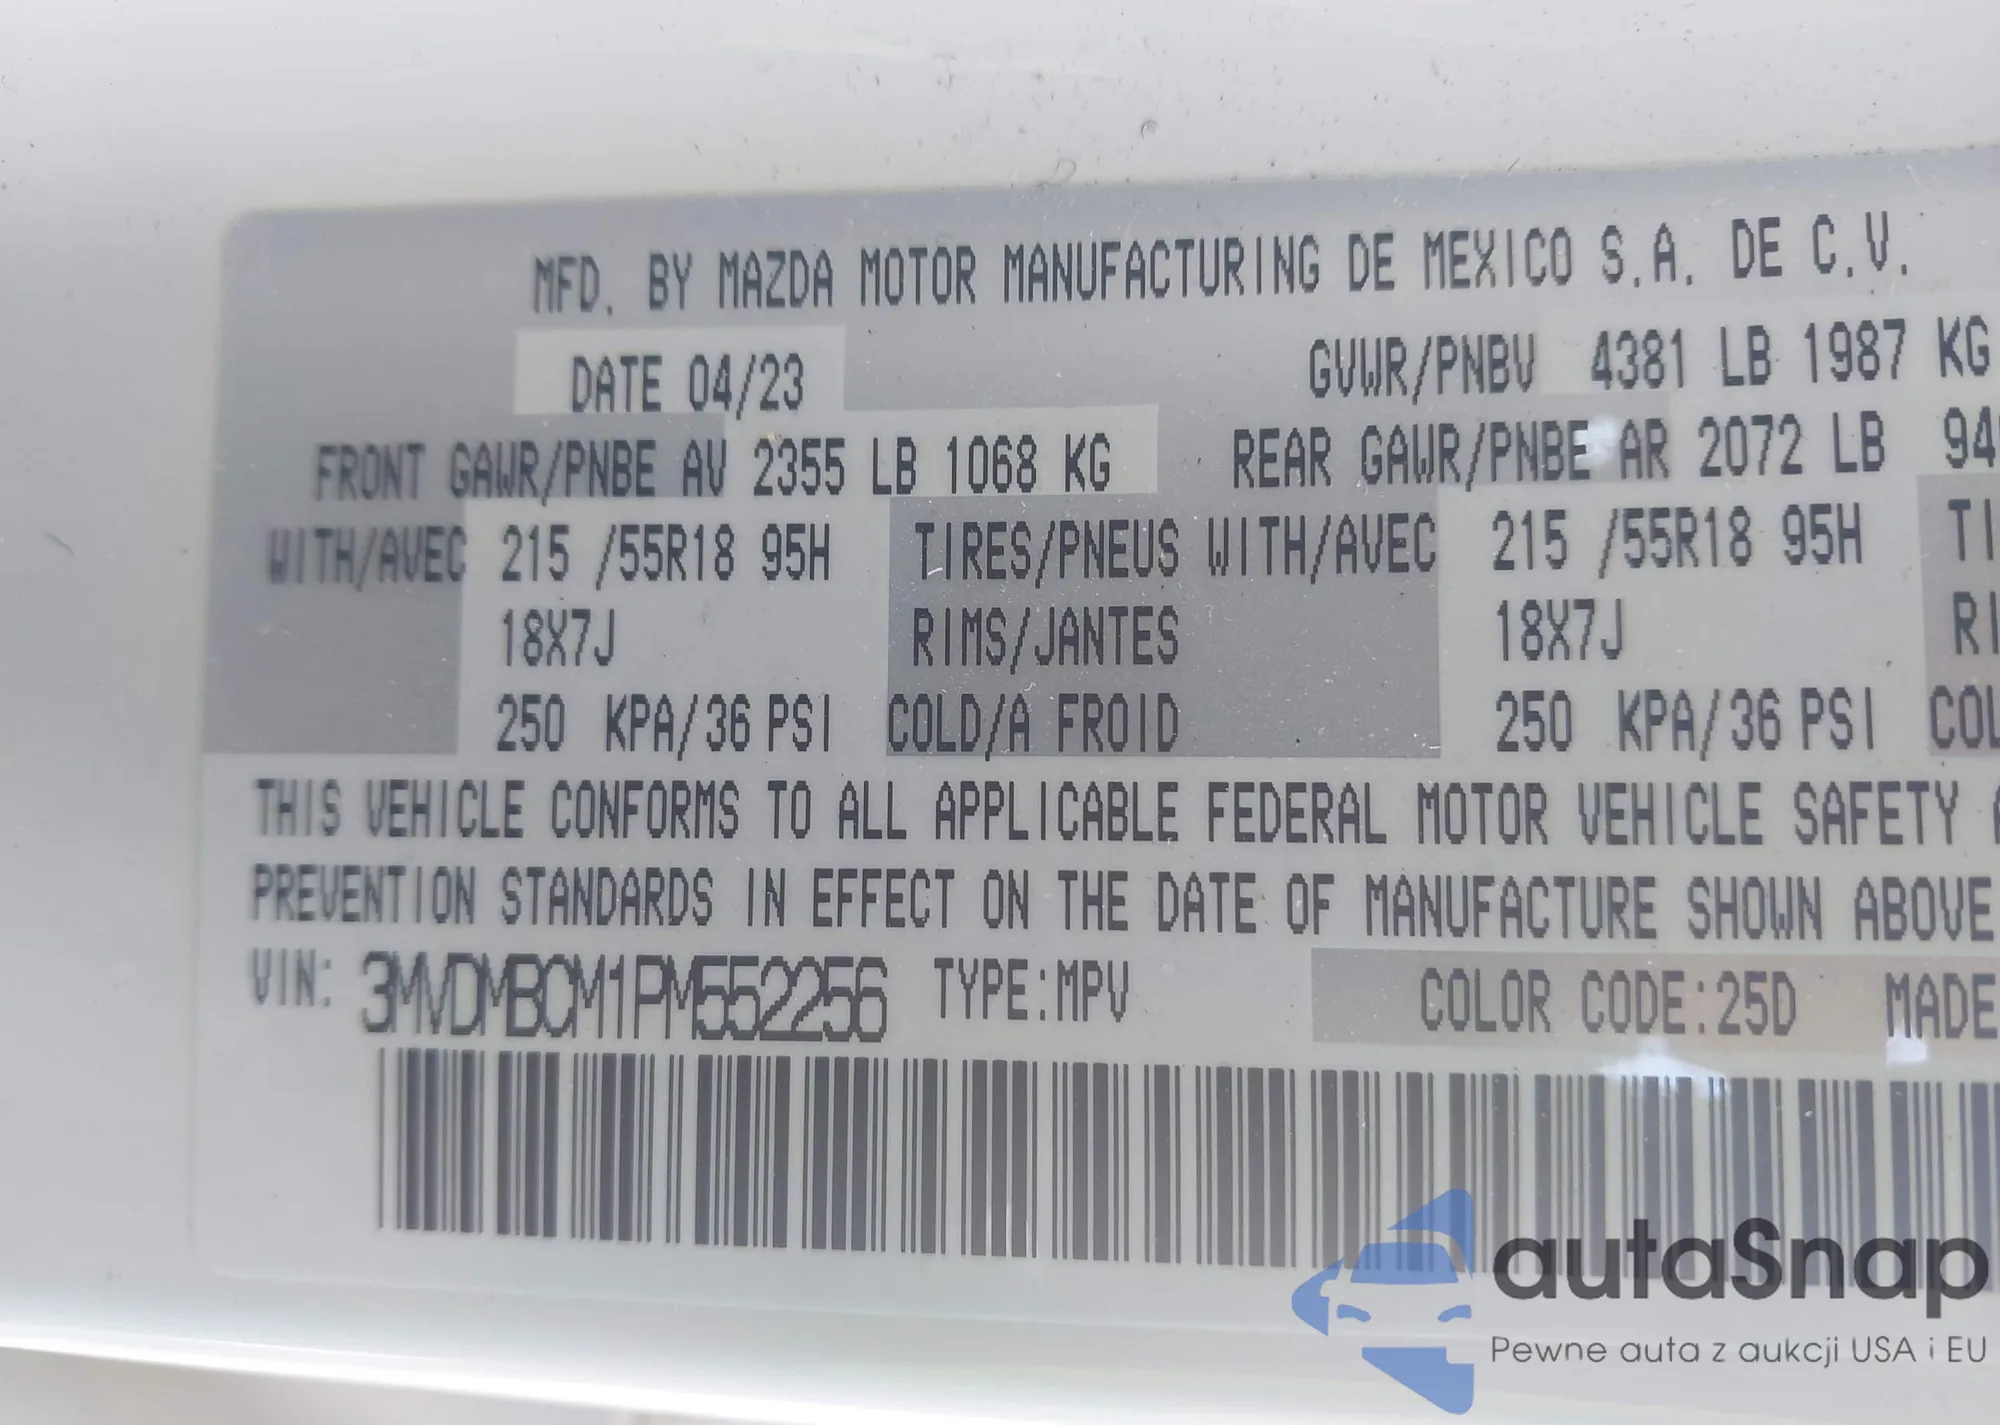 MFD. BY MAZDA MOTOR MANUFACTURING DE MEXICO S.A. DE C.V.
DATE 04/23 GVWR/PNBV 4381 LB 1987 KG
FRONT GAWR/PNBE AV 2355 LB 1068 KG REAR GAWR/PNBE AR 2072 LB
WITH/AVEC 215 /55R18 95H TIRES/PNEUS WITH/AVEC 215 /55R18 95H
18X7J RIMS/JANTES 18X7J
250 KPA/36 PSI COLD/A FROID 250 KPA/36 PSI
THIS VEHICLE CONFORMS TO ALL APPLICABLE FEDERAL MOTOR VEHICLE SAFETY
PREVENTION STANDARDS IN EFFECT ON THE DATE OF MANUFACTURE SHOWN ABOVE
VIN: 3MVDMBCM1PM552256 TYPE:MPV COLOR CODE:25D MADE
autaSnap
Pewne auta z aukcji USA i EU